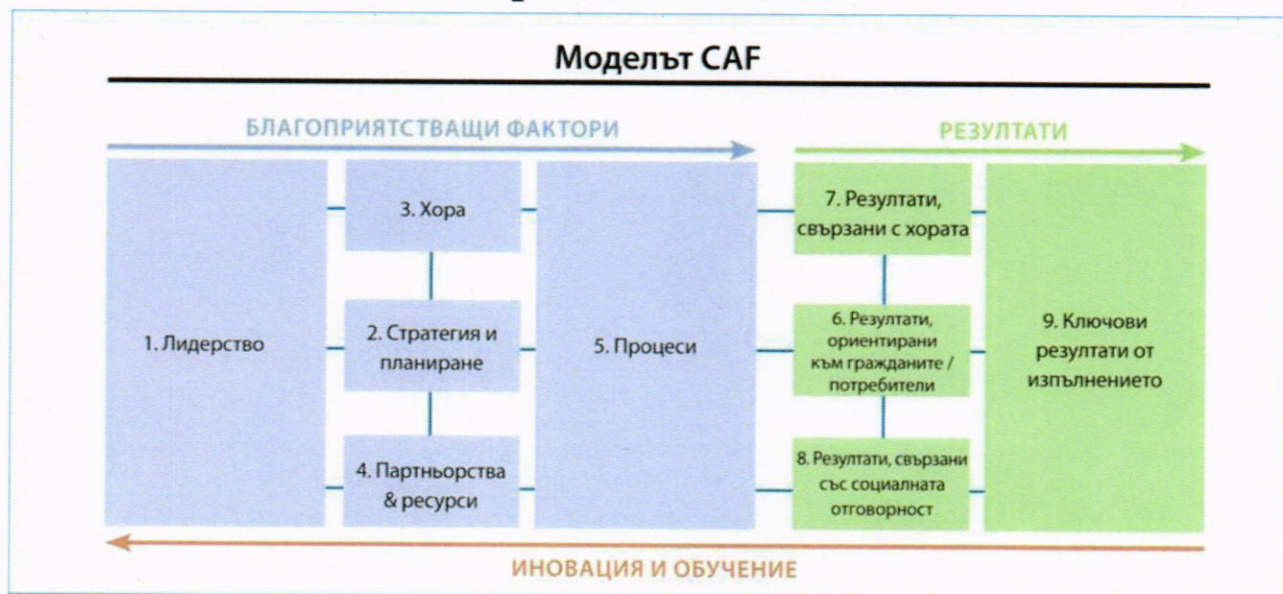 Моделът CAF
БЛАГОПРИЯТСТВАЩИ ФАКТОРИ
РЕЗУЛТАТИ
1. Лидерство
3. Хора
2. Стратегия и
планиране
4. Партньорства
& ресурси
5. Процеси
7. Резултати,
свързани с хората
6. Резултати,
ориентирани
към гражданите /
потребители
8. Резултати, свързани
със социалната
отговорност
9. Ключови
резултати от
изпълнението
ИНОВАЦИЯ И ОБУЧЕНИЕ